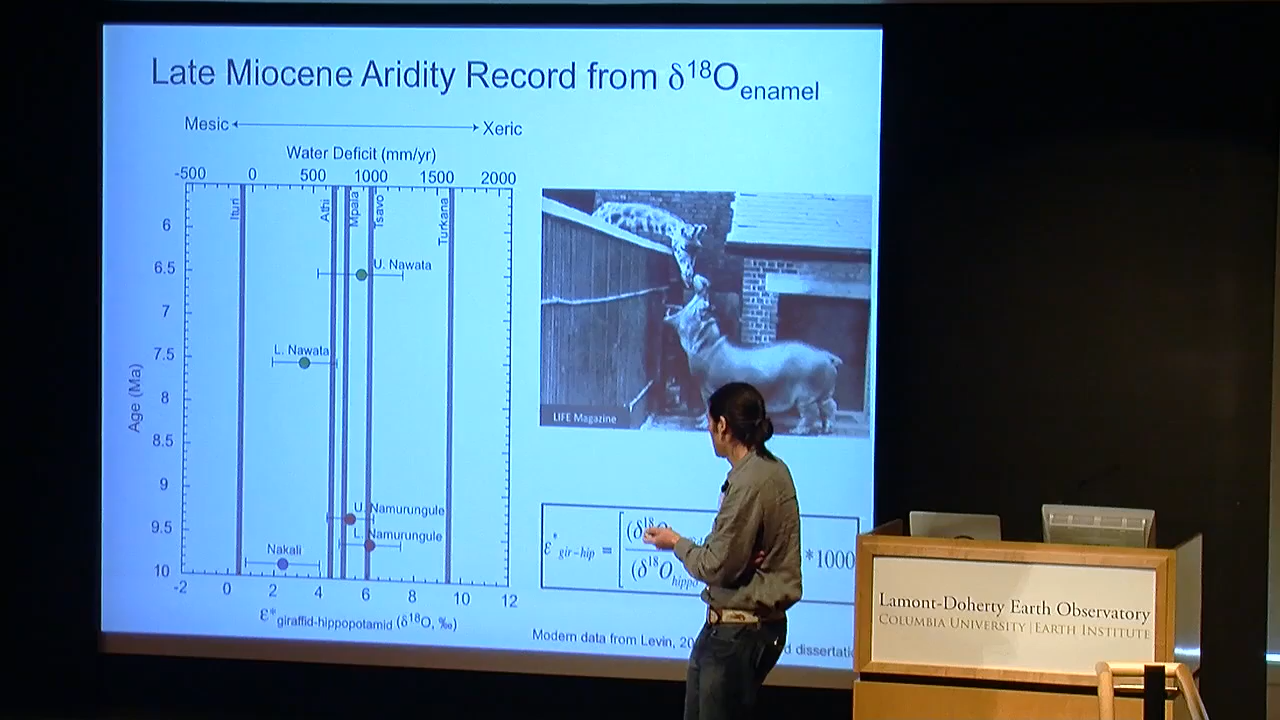 Late Miocene Aridity Record from δ¹⁸Oenamel
Mesic Xeric
Water Deficit (mm/yr)
-500 0 500 1000 1500 2000
Ituri Athi Mpala Tsavo Turkana
6
U. Nawata
6.5
7
L. Nawata
7.5
8
8.5
9
U. Namurungule
9.5
L. Namurungule
Nakali
10
-2 0 2 4 6 8 10 12
Age (Ma)
ε*giraffid-hippopotamid (δ¹⁸O, ‰)
LIFE Magazine
ε*gir-hip = [(δ¹⁸O
(δ¹⁸Ohippo
*1000
Modern data from Levin, 20
Lamont-Doherty Earth Observatory
COLUMBIA UNIVERSITY | EARTH INSTITUTE